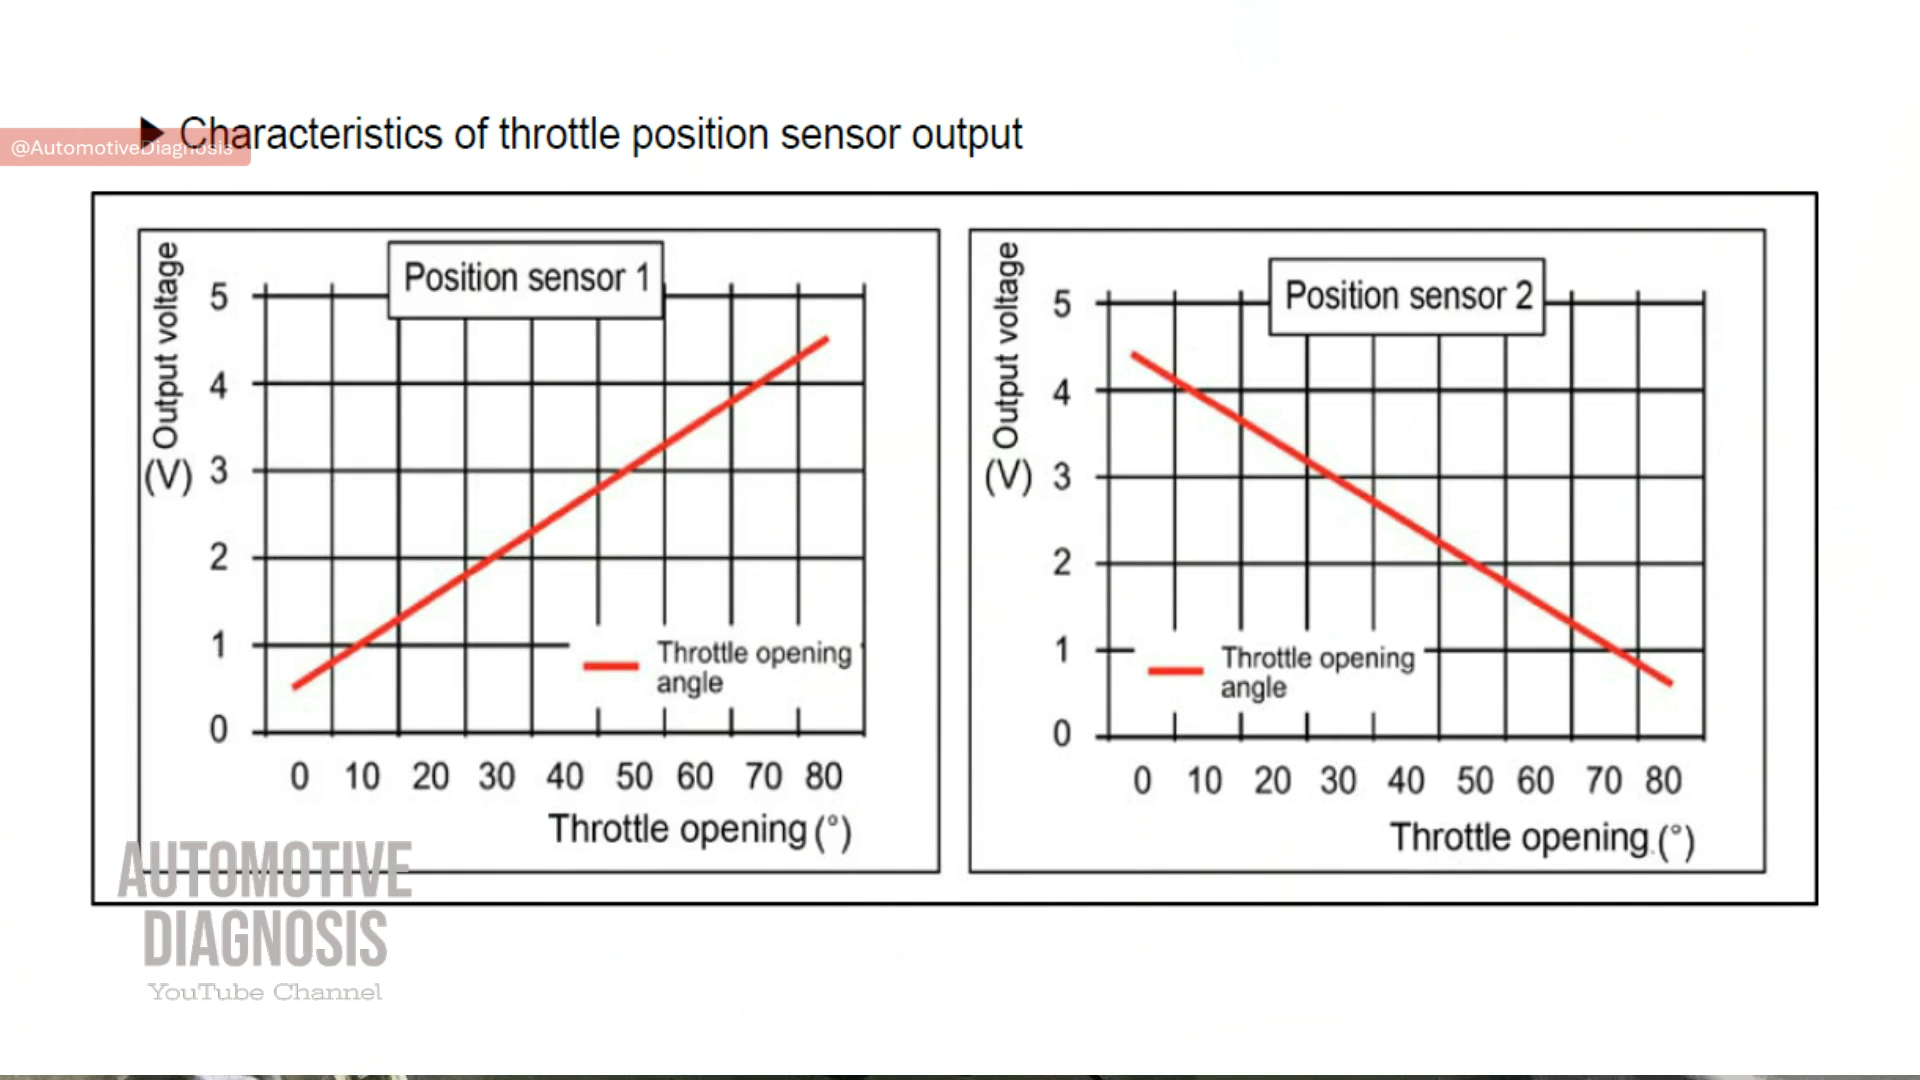 ▶ Characteristics of throttle position sensor output
@AutomotiveDiagnosis
Position sensor 1
Output voltage
(V)
5
4
3
2
1
0
Throttle opening
angle
0 10 20 30 40 50 60 70 80
Throttle opening (°)
Position sensor 2
Output voltage
(V)
5
4
3
2
1
0
Throttle opening
angle
0 10 20 30 40 50 60 70 80
Throttle opening (°)
AUTOMOTIVE
DIAGNOSIS
YouTube Channel